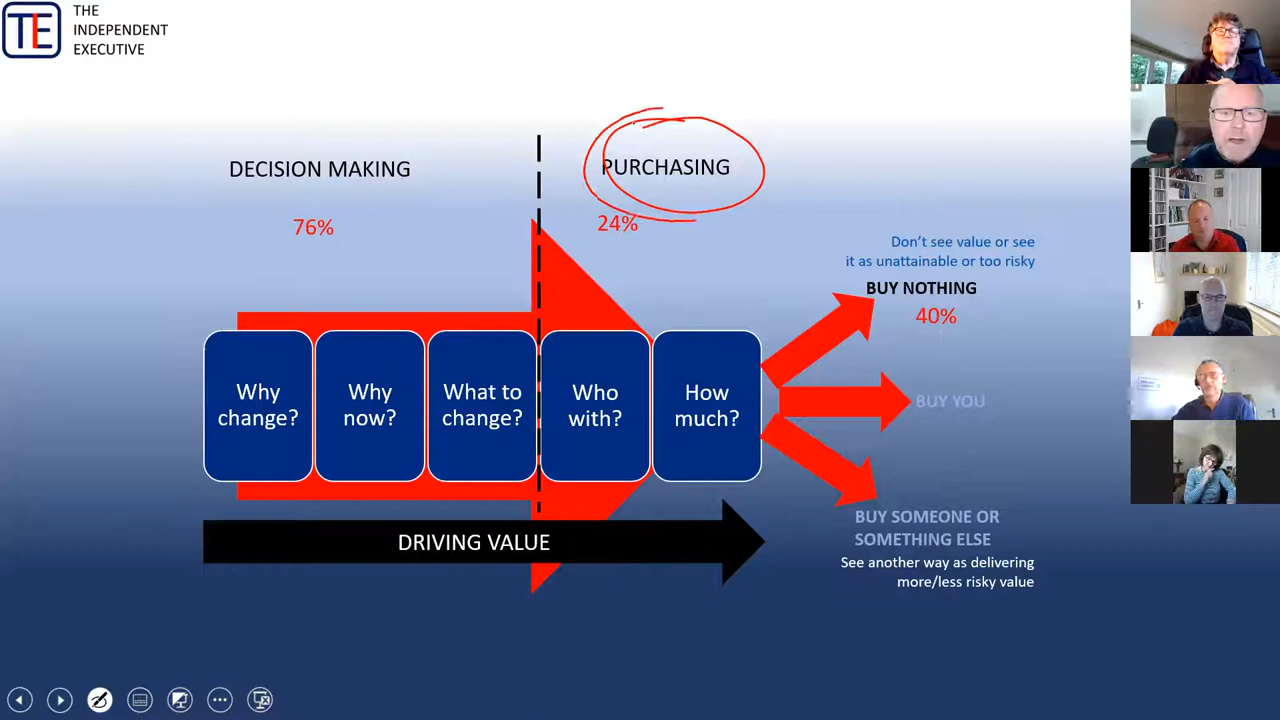 TE
THE
INDEPENDENT
EXECUTIVE
DECISION MAKING
PURCHASING
76%
24%
Don't see value or see
it as unattainable or too risky
BUY NOTHING
40%
Why
change?
Why
now?
What to
change?
Who
with?
How
much?
BUY YOU
BUY SOMEONE OR
SOMETHING ELSE
See another way as delivering
more/less risky value
DRIVING VALUE